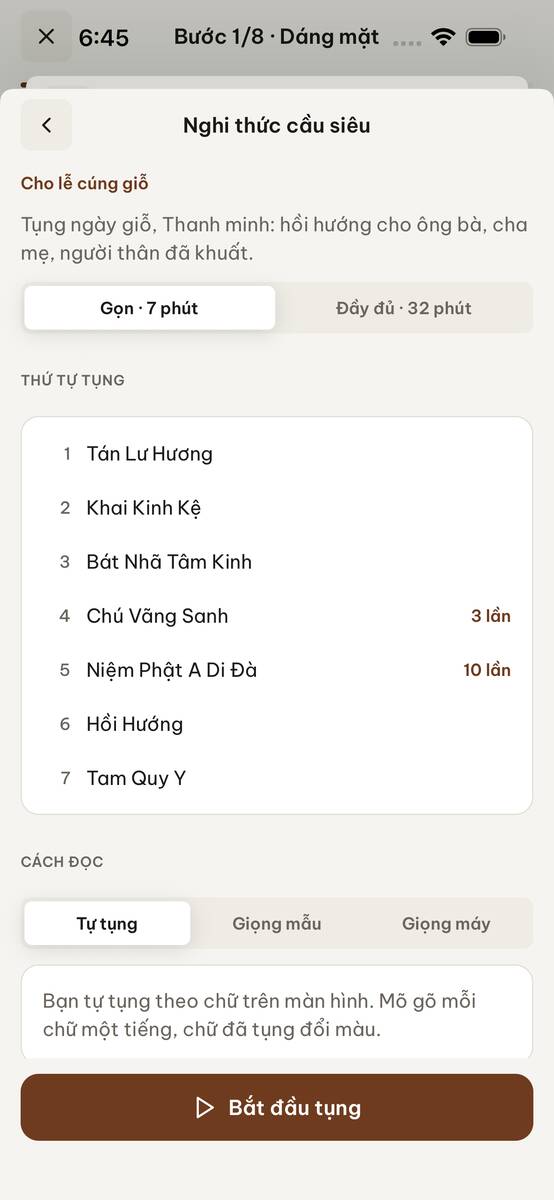 6:45
Bước 1/8 · Dáng mặt
Nghi thức cầu siêu
Cho lễ cúng giỗ
Tụng ngày giỗ, Thanh minh: hồi hướng cho ông bà, cha
mẹ, người thân đã khuất.
Gọn · 7 phút
Đầy đủ · 32 phút
THỨ TỰ TỤNG
1 Tán Lư Hương
2 Khai Kinh Kệ
3 Bát Nhã Tâm Kinh
4 Chú Vãng Sanh 3 lần
5 Niệm Phật A Di Đà 10 lần
6 Hồi Hướng
7 Tam Quy Y
CÁCH ĐỌC
Tự tụng
Giọng mẫu
Giọng máy
Bạn tự tụng theo chữ trên màn hình. Mõ gõ mỗi
chữ một tiếng, chữ đã tụng đổi màu.
Bắt đầu tụng